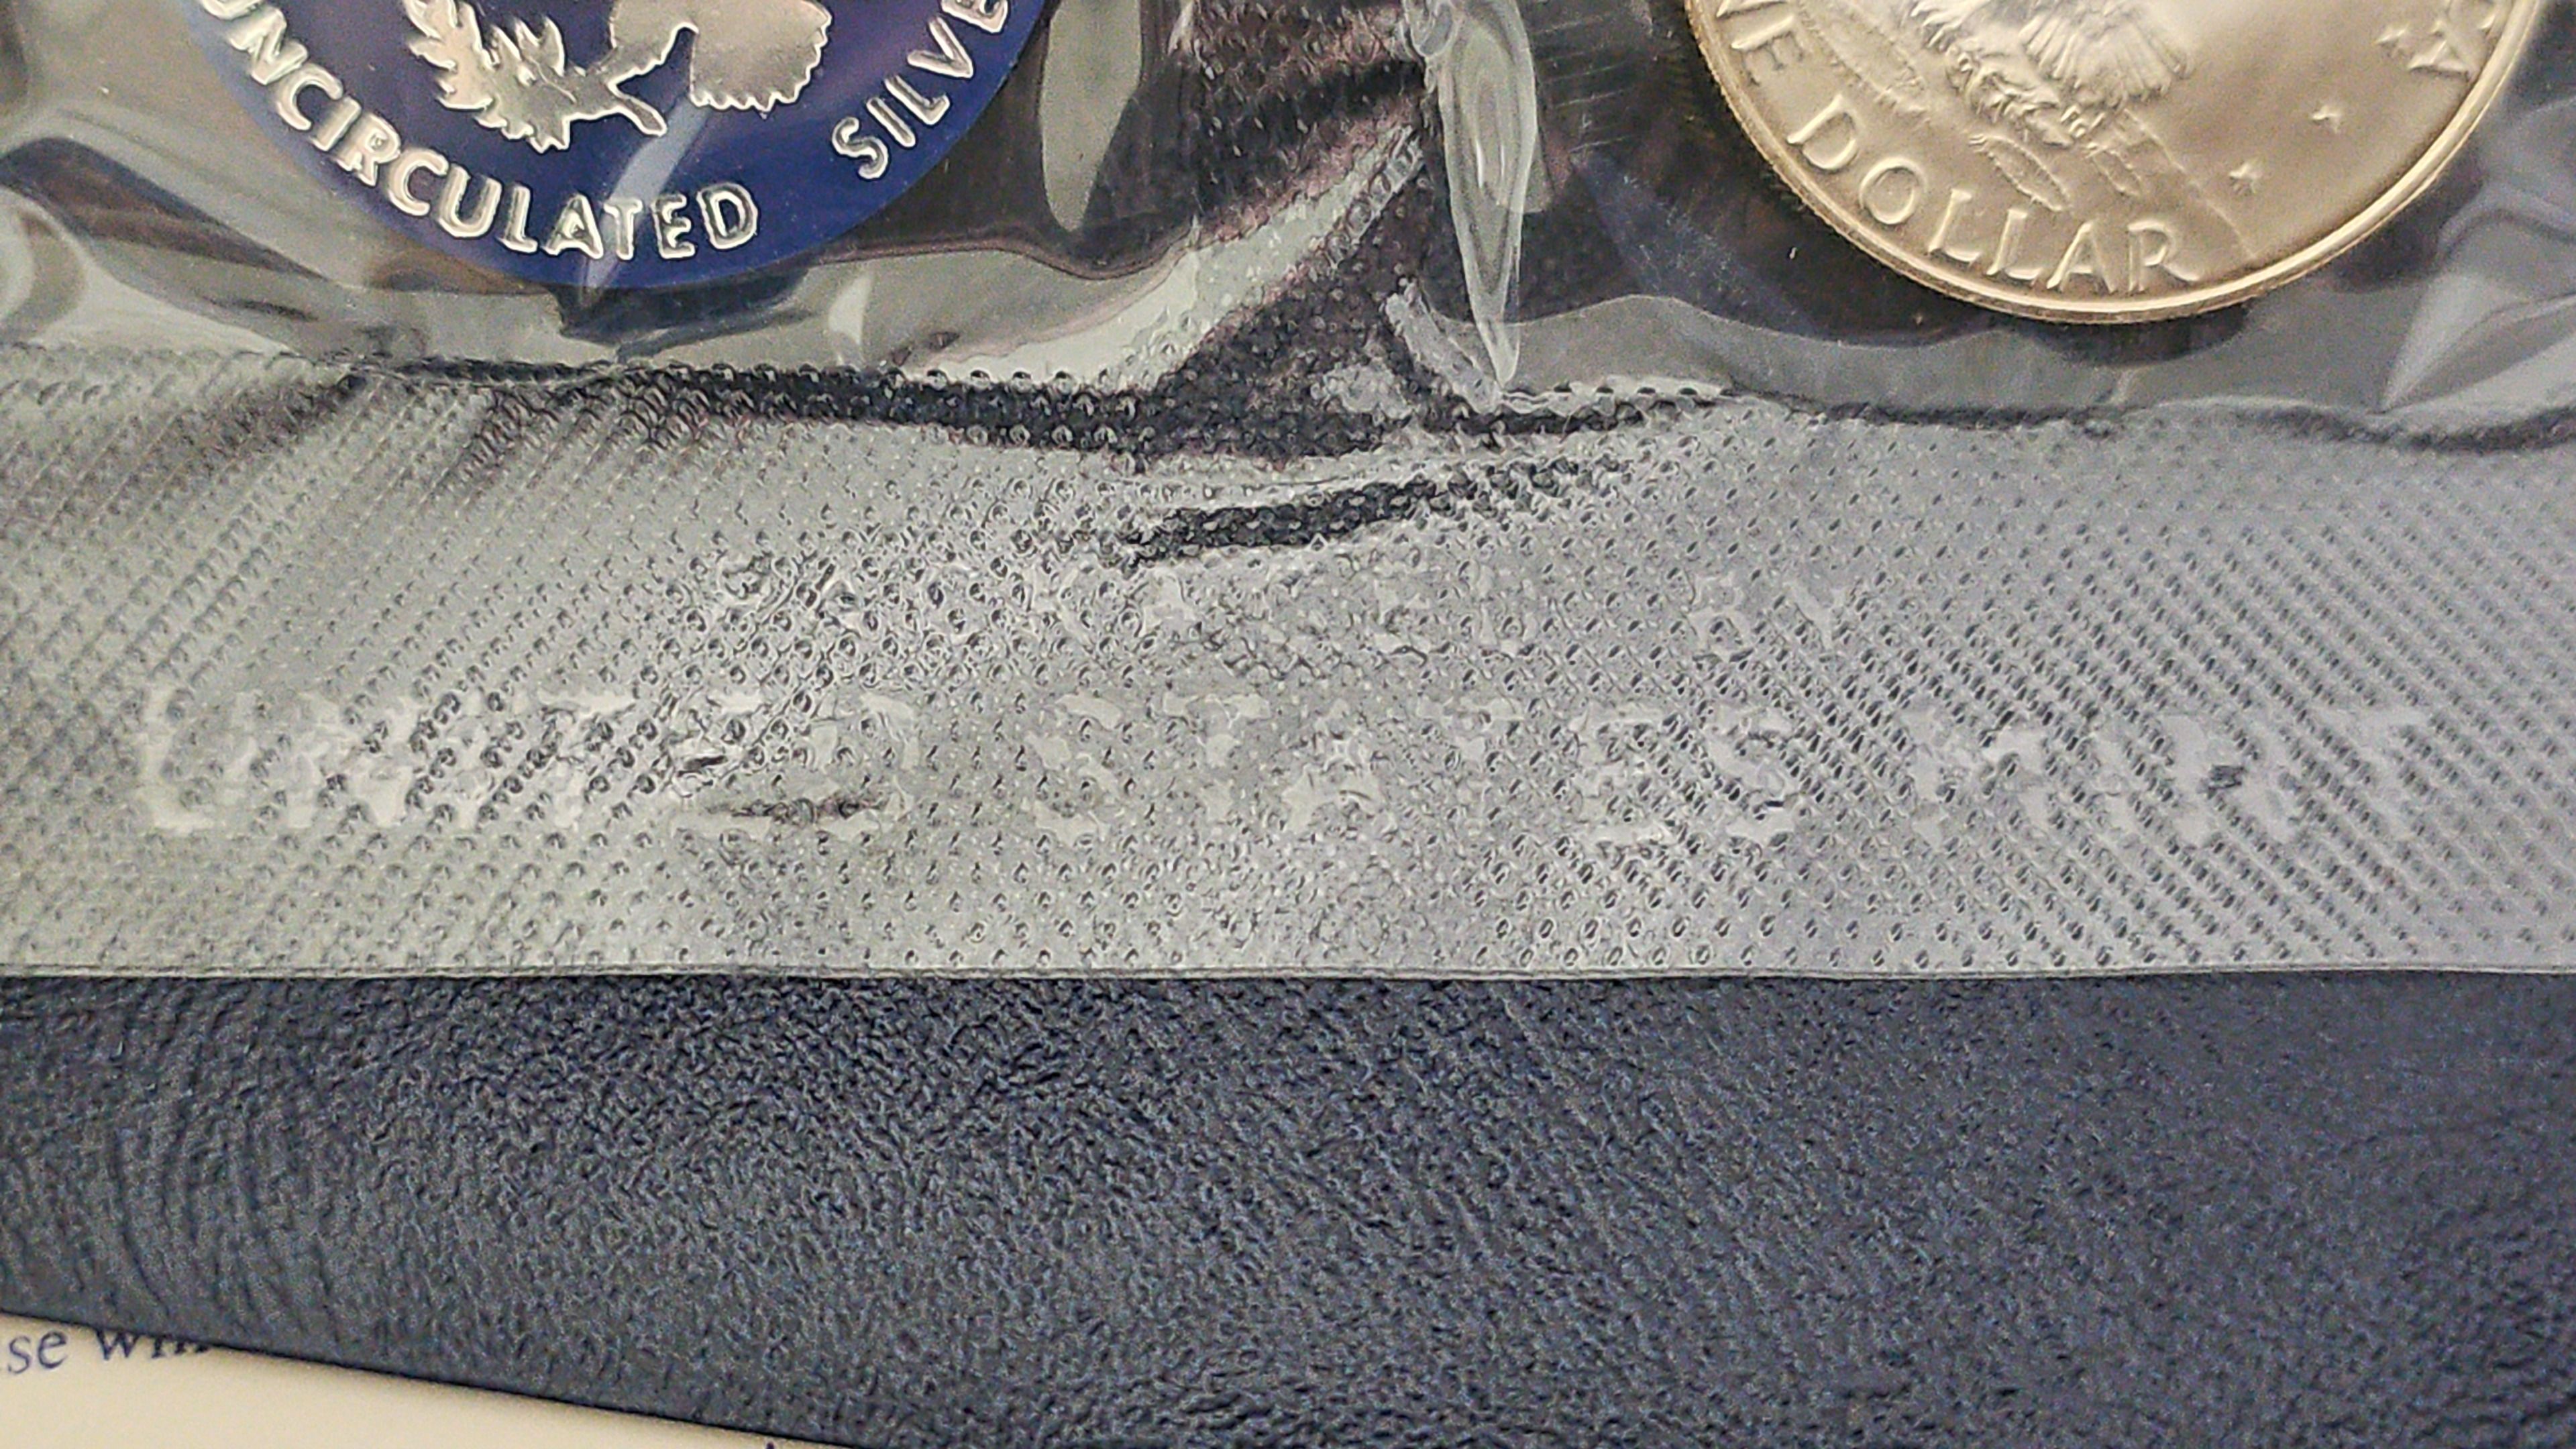 UNCIRCULATED SILVE
NE DOLLAR
UNITED STATES MINT
se wi